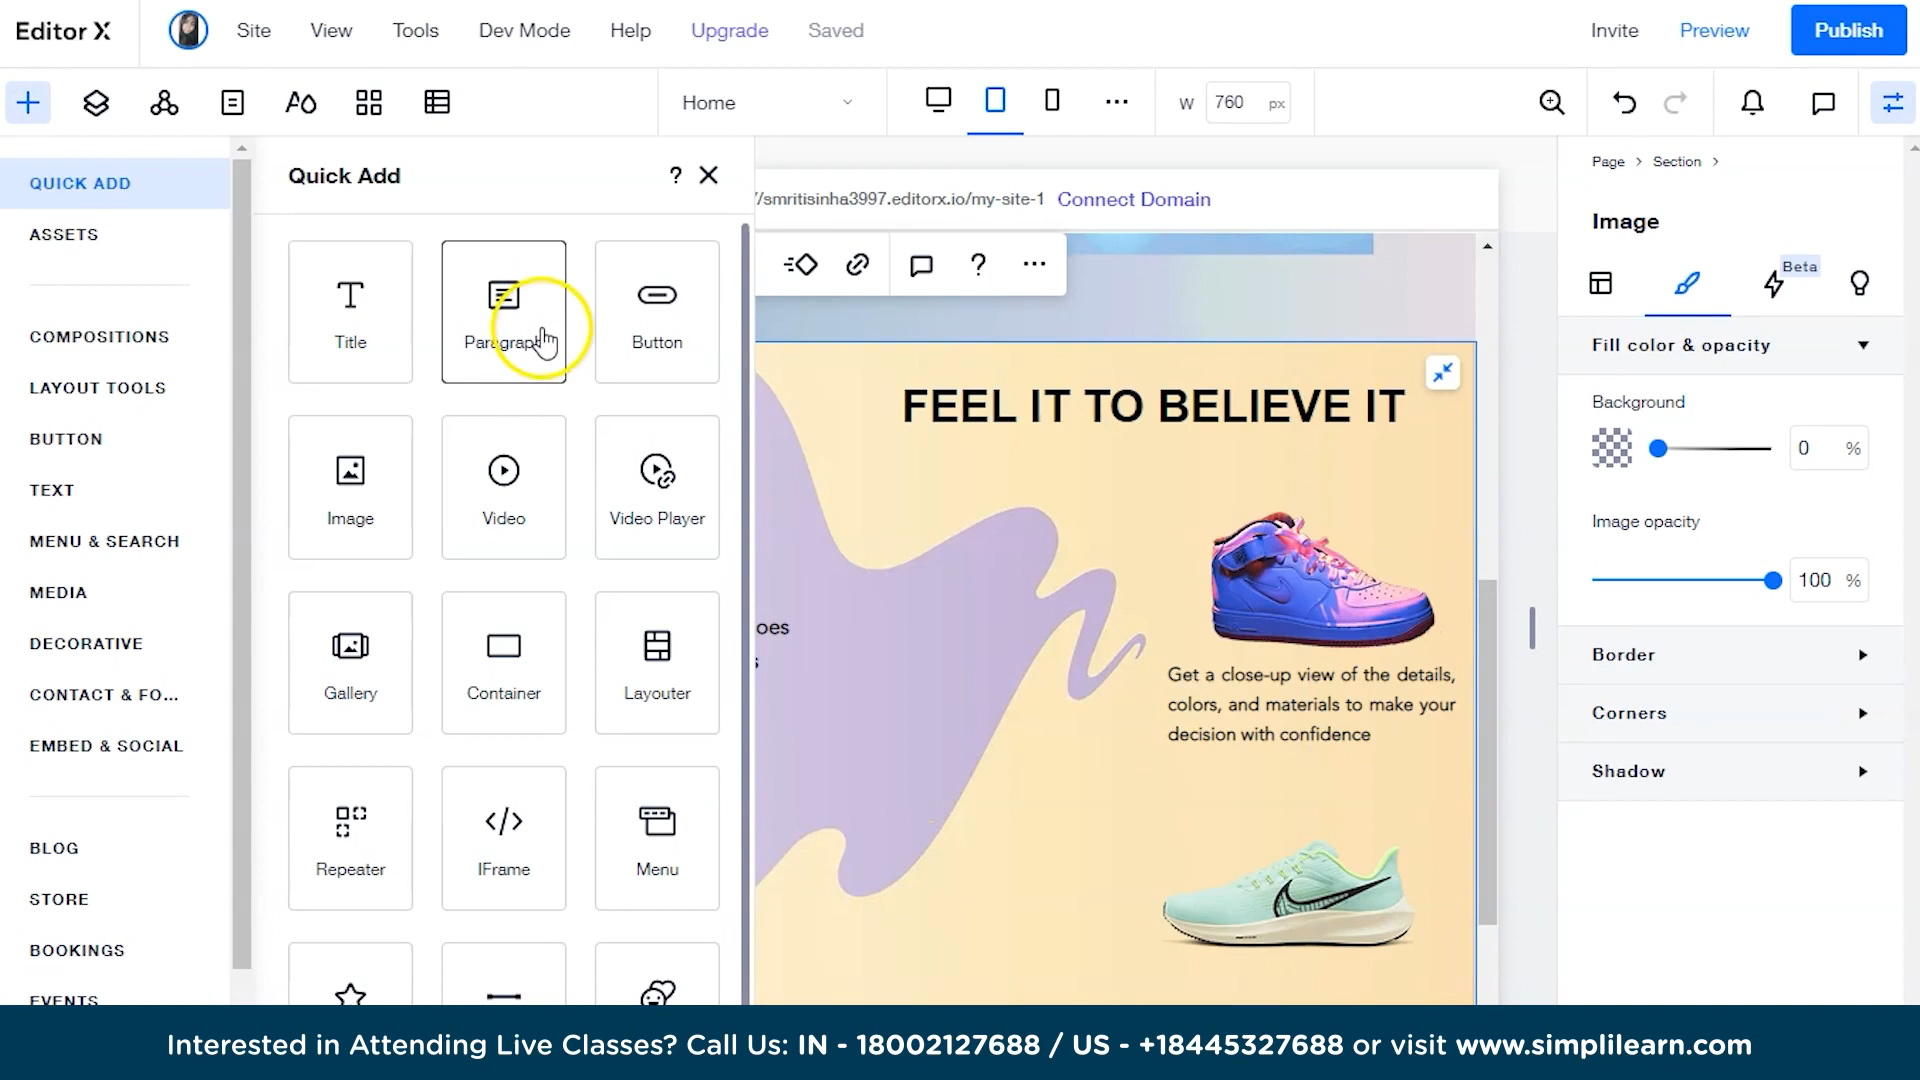 Editor X
Site
View
Tools
Dev Mode
Help
Upgrade
Saved
Invite
Preview
Publish
Home
W
760
px
QUICK ADD
ASSETS
COMPOSITIONS
LAYOUT TOOLS
BUTTON
TEXT
MENU & SEARCH
MEDIA
DECORATIVE
CONTACT & FO...
EMBED & SOCIAL
BLOG
STORE
BOOKINGS
EVENTS
Quick Add
?
Title
Paragraph
Button
Image
Video
Video Player
Gallery
Container
Layouter
Repeater
IFrame
Menu
/smritisinha3997.editorx.io/my-site-1
Connect Domain
?
FEEL IT TO BELIEVE IT
oes
s
Get a close-up view of the details,
colors, and materials to make your
decision with confidence
Page > Section >
Image
Beta
Fill color & opacity
Background
0 %
Image opacity
100 %
Border
Corners
Shadow
Interested in Attending Live Classes? Call Us: IN - 18002127688 / US - +18445327688 or visit www.simplilearn.com